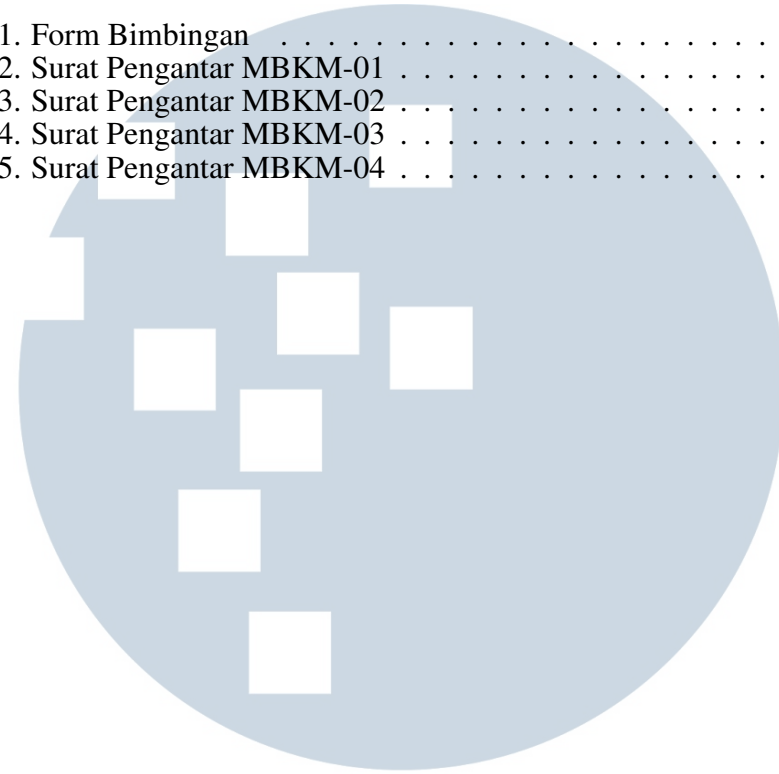 1. Form Bimbingan . . . . . . . . . . . . . . . . . . . . .
2. Surat Pengantar MBKM-01 . . . . . . . . . . . . . . . .
3. Surat Pengantar MBKM-02 . . . . . . . . . . . . . . . .
4. Surat Pengantar MBKM-03 . . . . . . . . . . . . . . . .
5. Surat Pengantar MBKM-04 . . . . . . . . . . . . . . . .